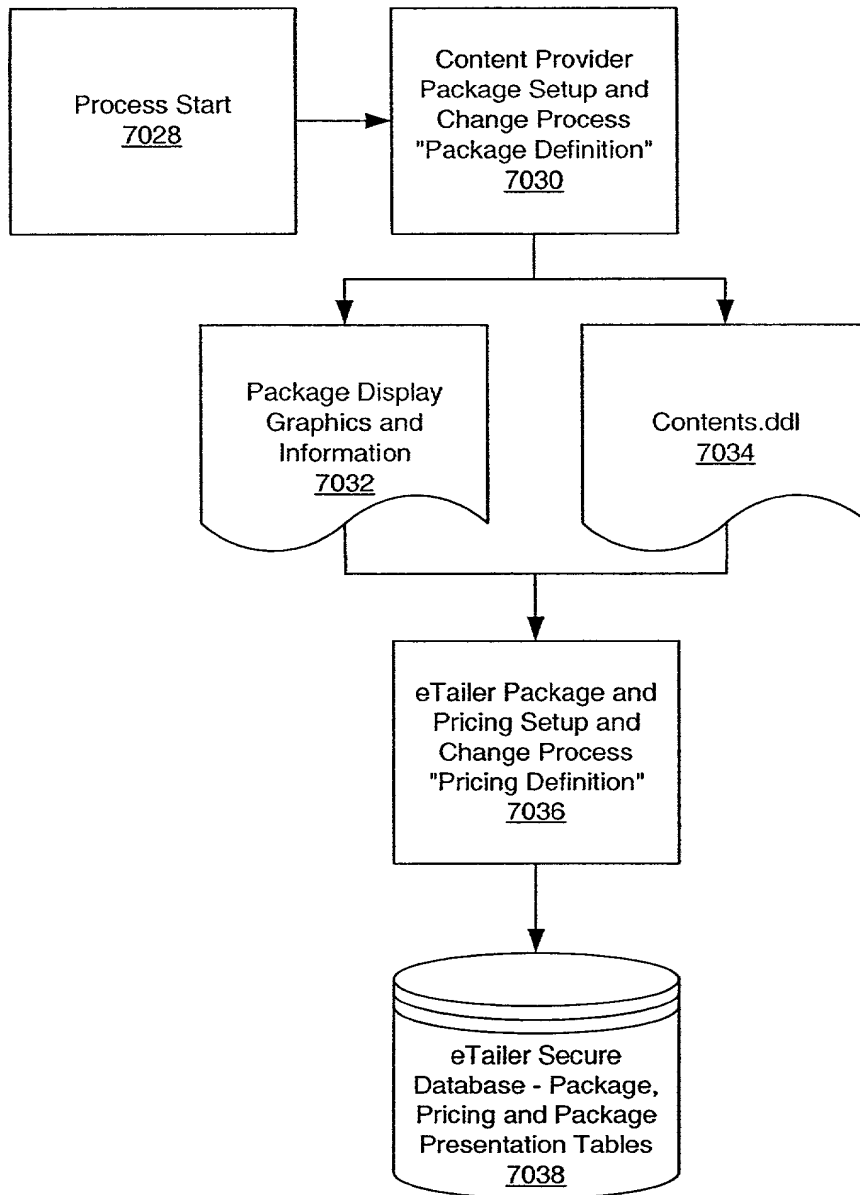 Process Start
7028
Content Provider
Package Setup and
Change Process
"Package Definition"
7030
Package Display
Graphics and
Information
7032
Contents.ddl
7034
eTailer Package and
Pricing Setup and
Change Process
"Pricing Definition"
7036
eTailer Secure
Database - Package,
Pricing and Package
Presentation Tables
7038